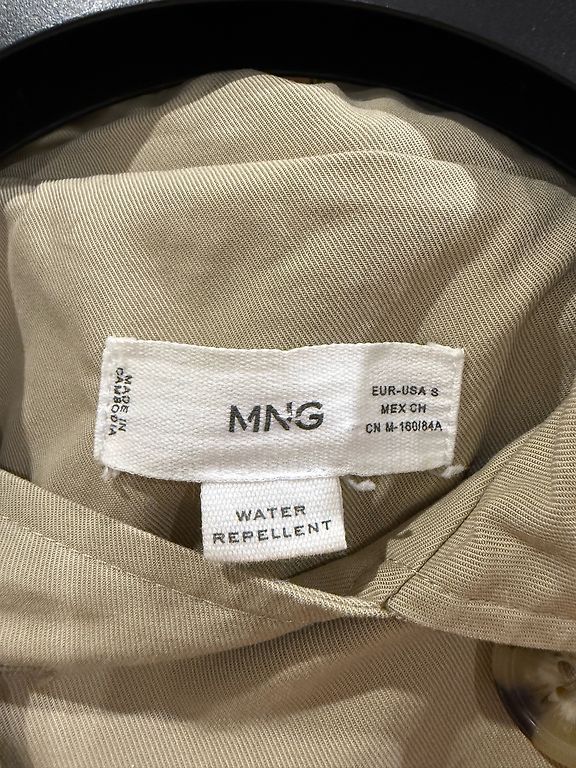 MADE IN
CAMBODIA
MNG
EUR-USA S
MEX CH
CN M-160/84A
WATER
REPELLENT